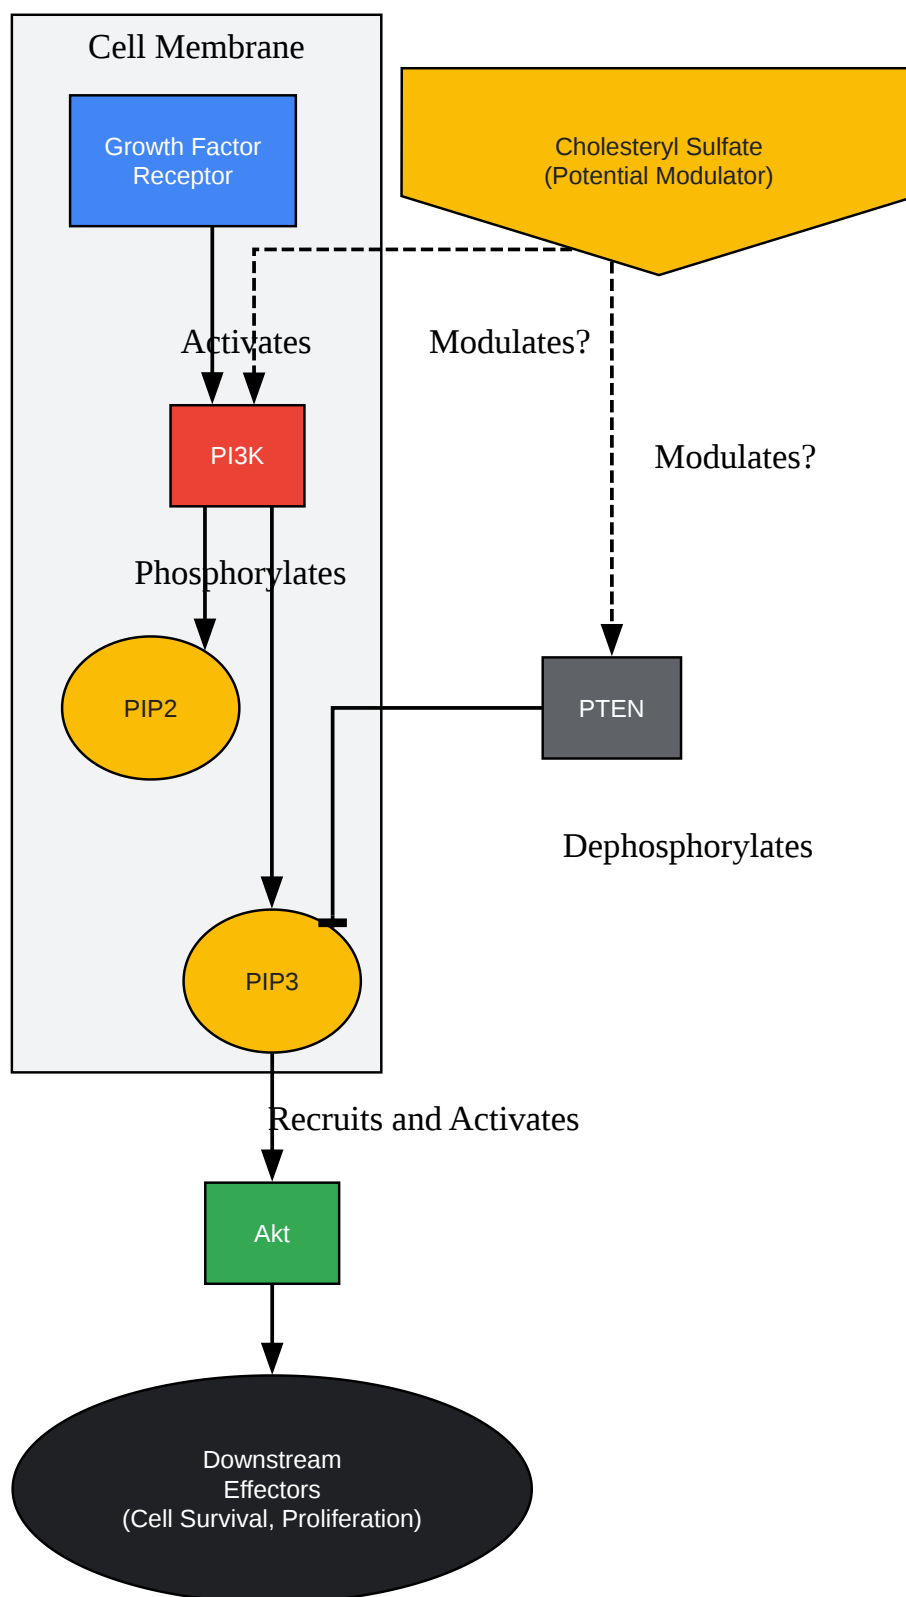 Cell Membrane
Growth Factor
Receptor
Cholesteryl Sulfate
(Potential Modulator)
Activates
Modulates?
PI3K
Modulates?
Phosphorylates
PIP2
PTEN
Dephosphorylates
PIP3
Recruits and Activates
Akt
Downstream
Effectors
(Cell Survival, Proliferation)